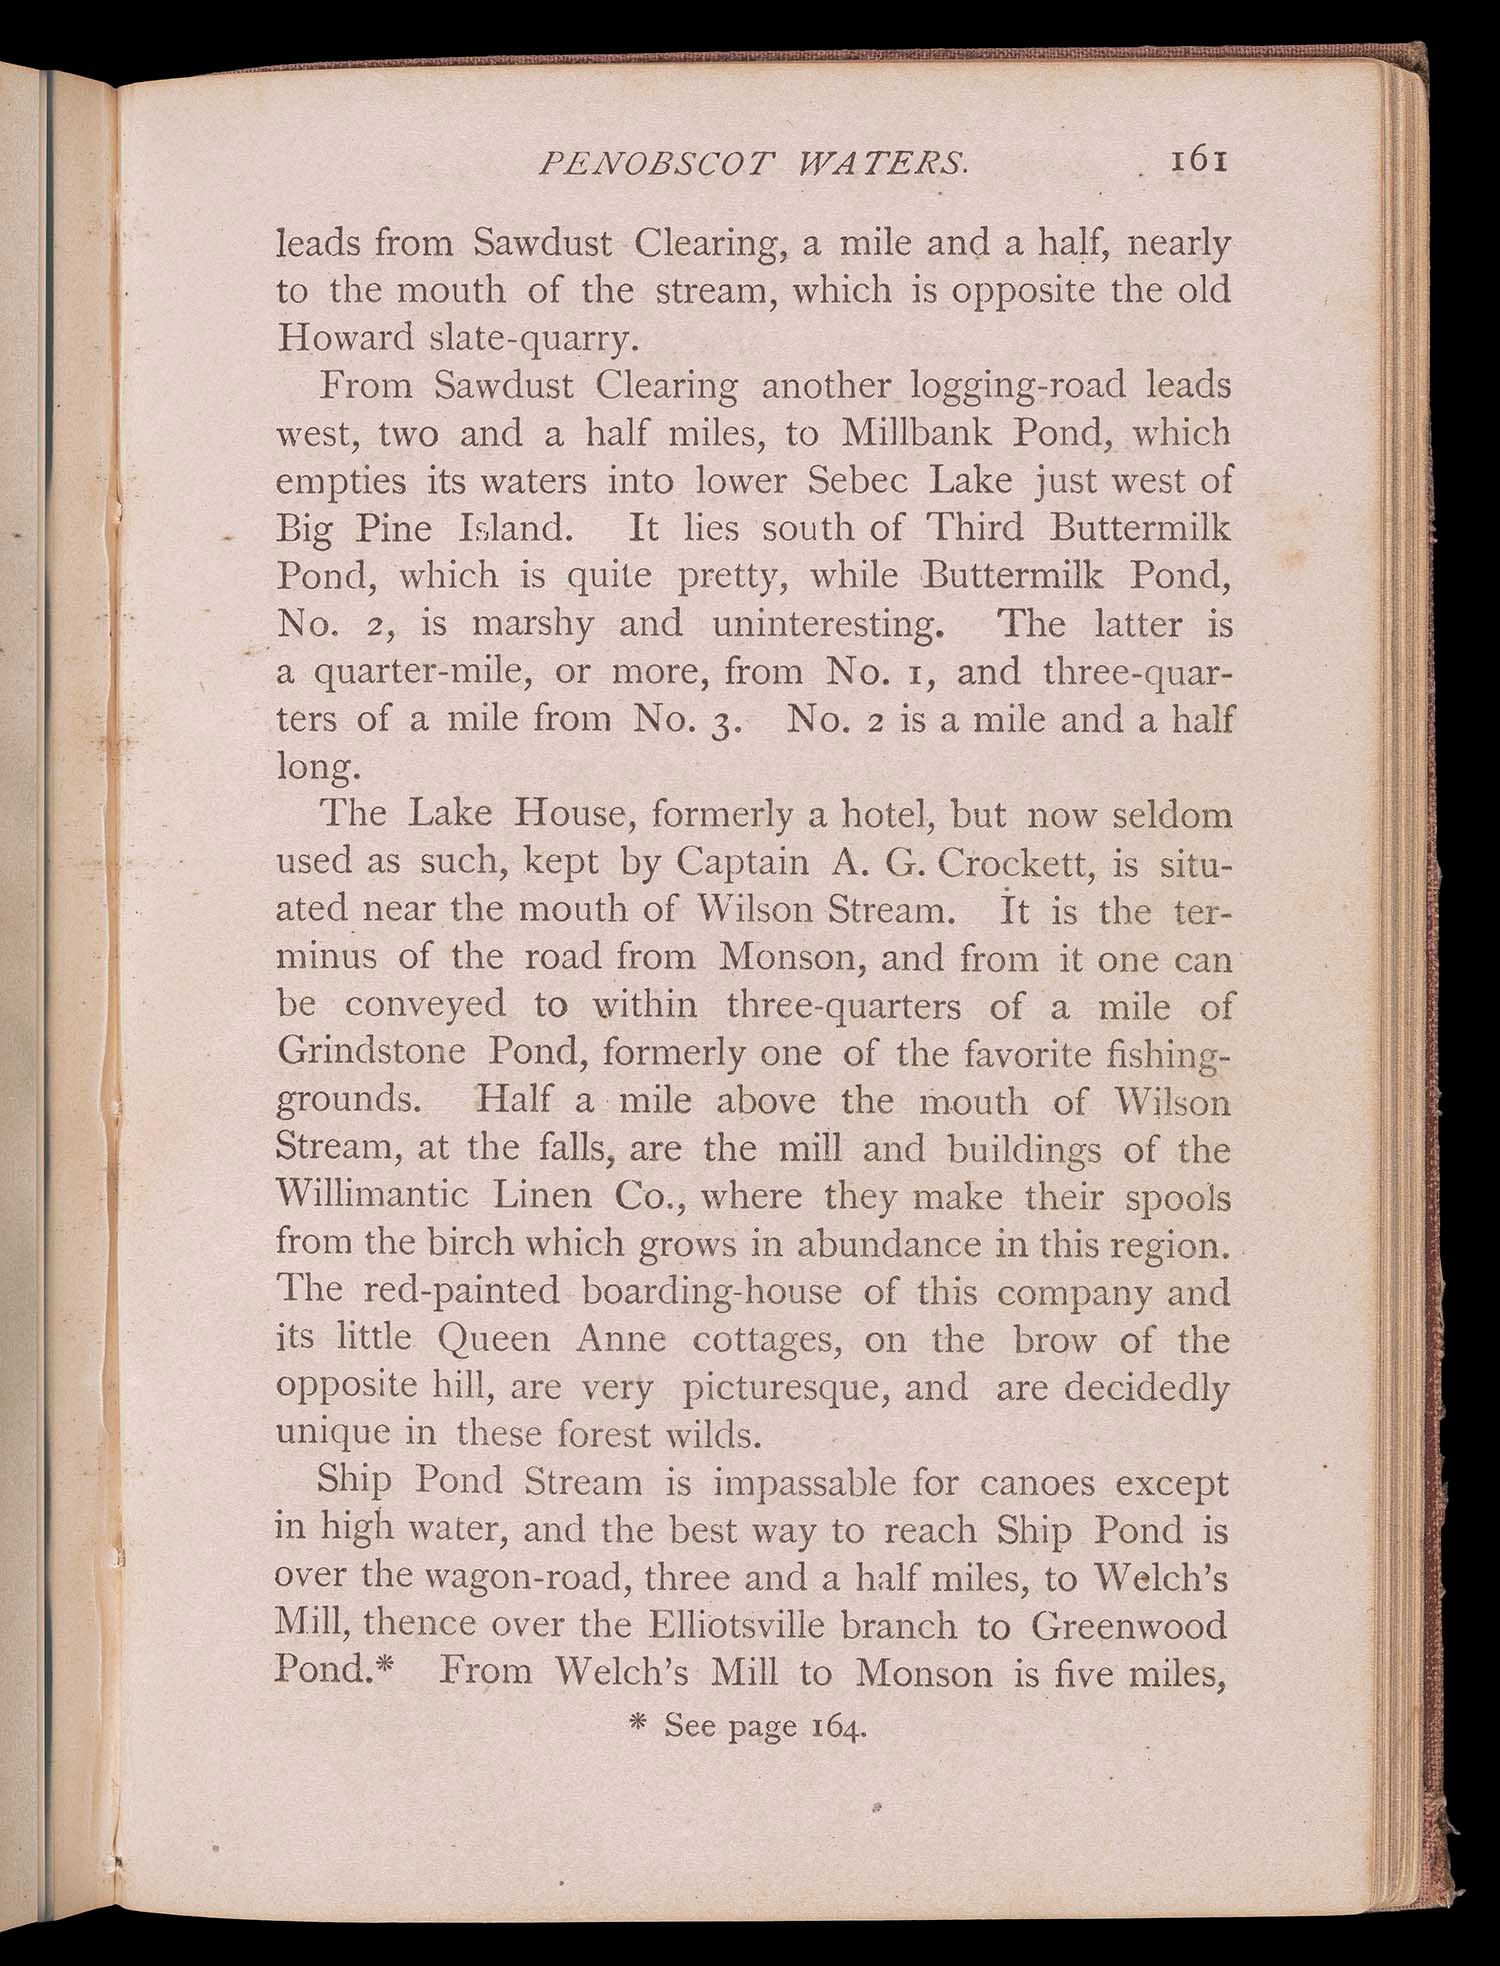 PENOBSCOT WATERS. 161
leads from Sawdust Clearing, a mile and a half, nearly
to the mouth of the stream, which is opposite the old
Howard slate-quarry.
From Sawdust Clearing another logging-road leads
west, two and a half miles, to Millbank Pond, which
empties its waters into lower Sebec Lake just west of
Big Pine Island. It lies south of Third Buttermilk
Pond, which is quite pretty, while Buttermilk Pond,
No. 2, is marshy and uninteresting. The latter is
a quarter-mile, or more, from No. 1, and three-quar-
ters of a mile from No. 3. No. 2 is a mile and a half
long.
The Lake House, formerly a hotel, but now seldom
used as such, kept by Captain A. G. Crockett, is situ-
ated near the mouth of Wilson Stream. It is the ter-
minus of the road from Monson, and from it one can
be conveyed to within three-quarters of a mile of
Grindstone Pond, formerly one of the favorite fishing-
grounds. Half a mile above the mouth of Wilson
Stream, at the falls, are the mill and buildings of the
Willimantic Linen Co., where they make their spools
from the birch which grows in abundance in this region.
The red-painted boarding-house of this company and
its little Queen Anne cottages, on the brow of the
opposite hill, are very picturesque, and are decidedly
unique in these forest wilds.
Ship Pond Stream is impassable for canoes except
in high water, and the best way to reach Ship Pond is
over the wagon-road, three and a half miles, to Welch's
Mill, thence over the Elliotsville branch to Greenwood
Pond.* From Welch's Mill to Monson is five miles,
* See page 164.